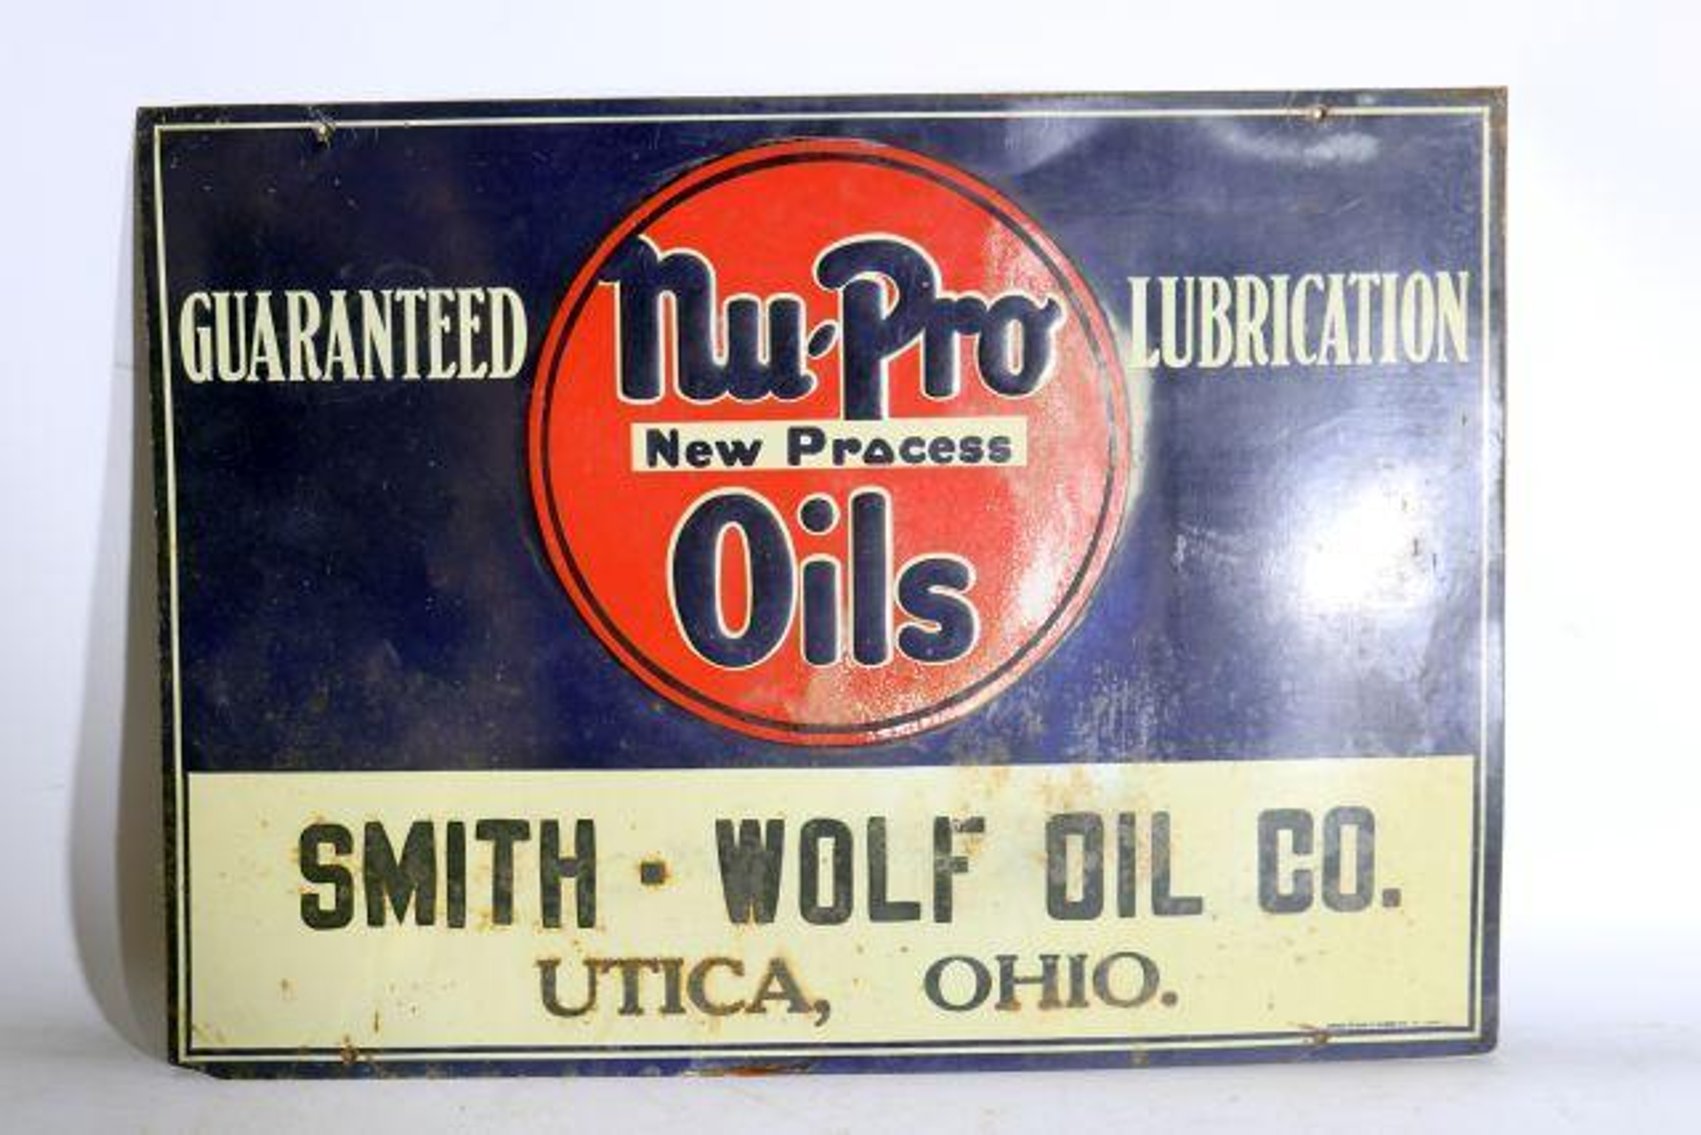 GUARANTEED
Nu-Pro
LUBRICATION
New Process
Oils
SMITH · WOLF OIL CO.
UTICA, OHIO.